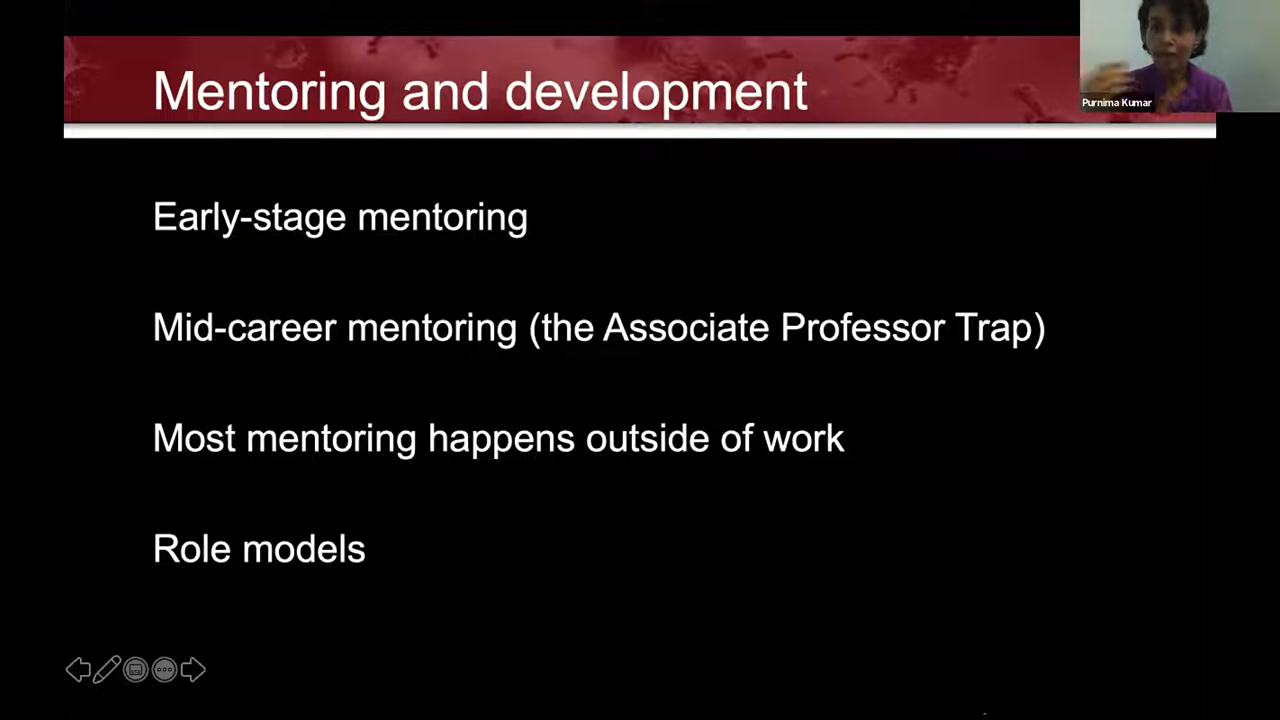 Mentoring and development
Purnima Kumar
Early-stage mentoring
Mid-career mentoring (the Associate Professor Trap)
Most mentoring happens outside of work
Role models